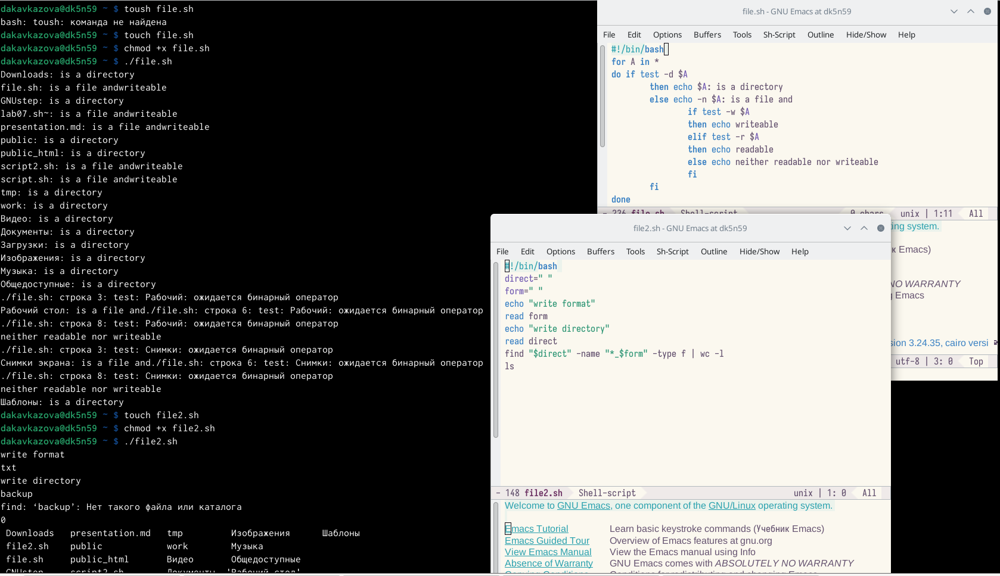 dakavkazova@dk5n59 ~ $ toush file.sh
bash: toush: команда не найдена
dakavkazova@dk5n59 ~ $ touch file.sh
dakavkazova@dk5n59 ~ $ chmod +x file.sh
dakavkazova@dk5n59 ~ $ ./file.sh
Downloads: is a directory
file.sh: is a file andwriteable
GNUstep: is a directory
lab07.sh~: is a file andwriteable
presentation.md: is a file andwriteable
public: is a directory
public_html: is a directory
script2.sh: is a file andwriteable
script.sh: is a file andwriteable
tmp: is a directory
work: is a directory
Видео: is a directory
Документы: is a directory
Загрузки: is a directory
Изображения: is a directory
Музыка: is a directory
Общедоступные: is a directory
./file.sh: строка 3: test: Рабочий: ожидается бинарный оператор
Рабочий стол: is a file and./file.sh: строка 6: test: Рабочий: ожидается бинарный оператор
./file.sh: строка 8: test: Рабочий: ожидается бинарный оператор
neither readable nor writeable
./file.sh: строка 3: test: Снимки: ожидается бинарный оператор
Снимки экрана: is a file and./file.sh: строка 6: test: Снимки: ожидается бинарный оператор
./file.sh: строка 8: test: Снимки: ожидается бинарный оператор
neither readable nor writeable
Шаблоны: is a directory
dakavkazova@dk5n59 ~ $ touch file2.sh
dakavkazova@dk5n59 ~ $ chmod +x file2.sh
dakavkazova@dk5n59 ~ $ ./file2.sh
write format
txt
write directory
backup
find: ‘backup’: Нет такого файла или каталога
0
Downloads presentation.md tmp Изображения Шаблоны
file2.sh public work Музыка
file.sh public_html Видео Общедоступные
GNUstep script2.sh Документы 'Рабочий стол'
file.sh - GNU Emacs at dk5n59
File Edit Options Buffers Tools Sh-Script Outline Hide/Show Help
#!/bin/bash
for A in *
do if test -d $A
then echo $A: is a directory
else echo -n $A: is a file and
if test -w $A
then echo writeable
elif test -r $A
then echo readable
else echo neither readable nor writeable
fi
fi
done
- 236 file.sh Shell-script 0 chars unix | 1:11 All
ing system.
к Emacs)
NO WARRANTY
Emacs
sion 3.24.35, cairo versi
utf-8 | 3: 0 Top
file2.sh - GNU Emacs at dk5n59
File Edit Options Buffers Tools Sh-Script Outline Hide/Show Help
#!/bin/bash
direct=" "
form=" "
echo "write format"
read form
echo "write directory"
read direct
find "$direct" -name "*_$form" -type f | wc -l
ls
- 148 file2.sh Shell-script unix | 1: 0 All
Welcome to GNU Emacs, one component of the GNU/Linux operating system.
Emacs Tutorial Learn basic keystroke commands (Учебник Emacs)
Emacs Guided Tour Overview of Emacs features at gnu.org
View Emacs Manual View the Emacs manual using Info
Absence of Warranty GNU Emacs comes with ABSOLUTELY NO WARRANTY
Copying Conditions Conditions for redistributing and changing Emacs